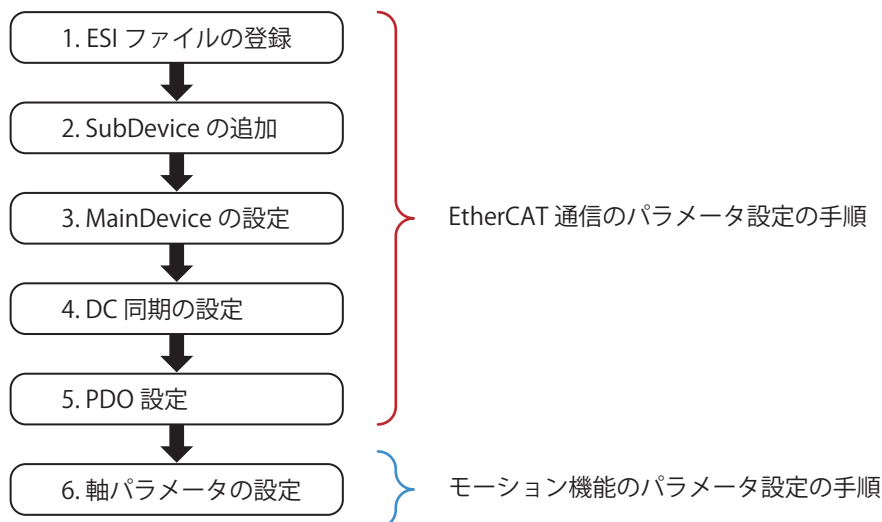 1. ESI ファイルの登録
2. SubDevice の追加
3. MainDevice の設定
4. DC 同期の設定
5. PDO 設定
EtherCAT 通信のパラメータ設定の手順
6. 軸パラメータの設定
モーション機能のパラメータ設定の手順